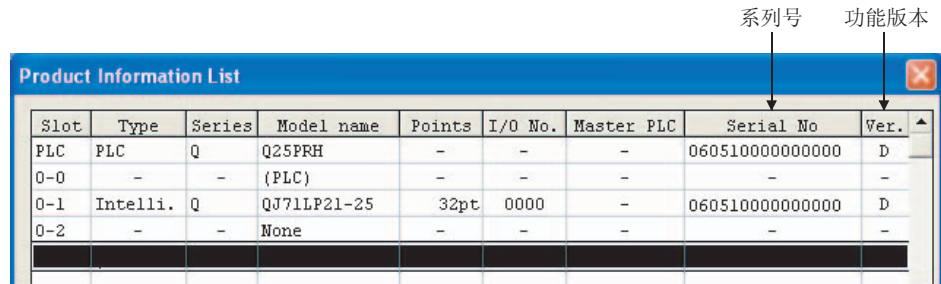 系列号 功能版本
Product Information List
Slot Type Series Model name Points I/O No. Master PLC Serial No Ver.
PLC PLC Q Q25PRH - - - 060510000000000 D
0-0 - - (PLC) - - - - -
0-1 Intelli. Q QJ71LP21-25 32pt 0000 - 060510000000000 D
0-2 - - None - - - - -